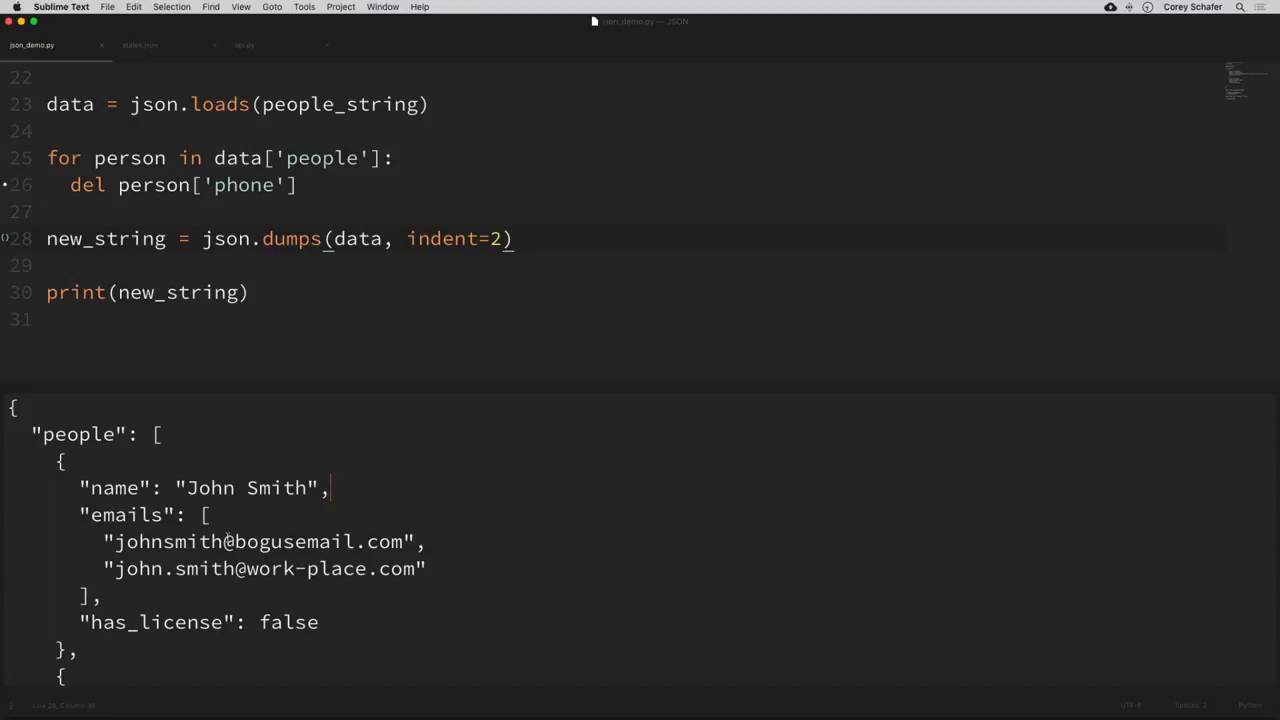 Sublime Text File Edit Selection Find View Goto Tools Project Window Help Corey Schafer
json_demo.py — JSON
json_demo.py × states.json × api.py ×
22
23 data = json.loads(people_string)
24
25 for person in data['people']:
26   del person['phone']
27
28 new_string = json.dumps(data, indent=2)
29
30 print(new_string)
31
{
  "people": [
    {
      "name": "John Smith",
      "emails": [
        "johnsmith@bogusemail.com",
        "john.smith@work-place.com"
      ],
      "has_license": false
    },
    {
Line 28, Column 39 UTF-8 Spaces: 2 Python